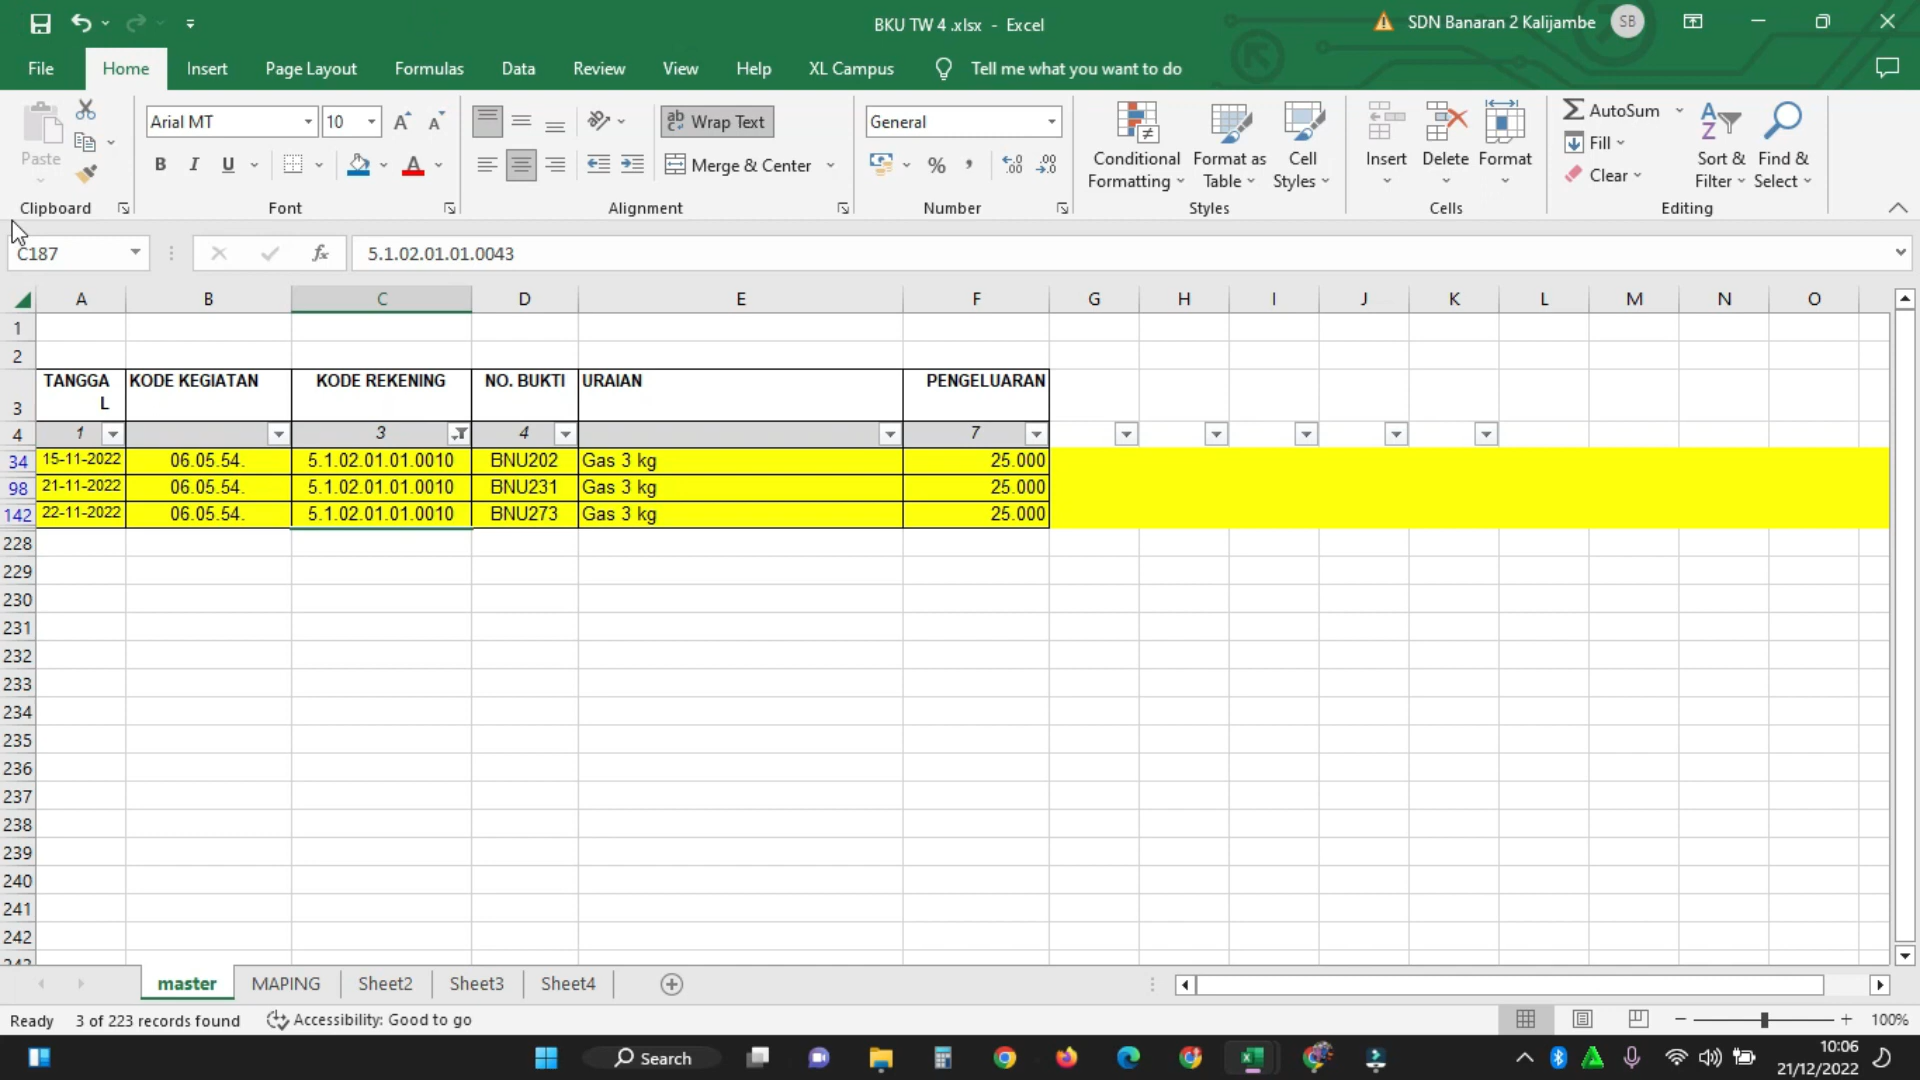 BKU TW 4 .xlsx - Excel
SDN Banaran 2 Kalijambe SB
File Home Insert Page Layout Formulas Data Review View Help XL Campus Tell me what you want to do
Paste
Clipboard
Arial MT 10
B I U
Font
Wrap Text
Merge & Center
Alignment
General
Number
Conditional Formatting
Format as Table
Cell Styles
Styles
Insert Delete Format
Cells
AutoSum
Fill
Clear
Sort & Filter
Find & Select
Editing
C187 fx 5.1.02.01.01.0043
A B C D E F G H I J K L M N O
1
2
3 TANGGAL KODE KEGIATAN KODE REKENING NO. BUKTI URAIAN PENGELUARAN
4 1 3 4 7
34 15-11-2022 06.05.54. 5.1.02.01.01.0010 BNU202 Gas 3 kg 25.000
98 21-11-2022 06.05.54. 5.1.02.01.01.0010 BNU231 Gas 3 kg 25.000
142 22-11-2022 06.05.54. 5.1.02.01.01.0010 BNU273 Gas 3 kg 25.000
228
229
230
231
232
233
234
235
236
237
238
239
240
241
242
master MAPING Sheet2 Sheet3 Sheet4
Ready 3 of 223 records found Accessibility: Good to go 100%
Search
10:06
21/12/2022